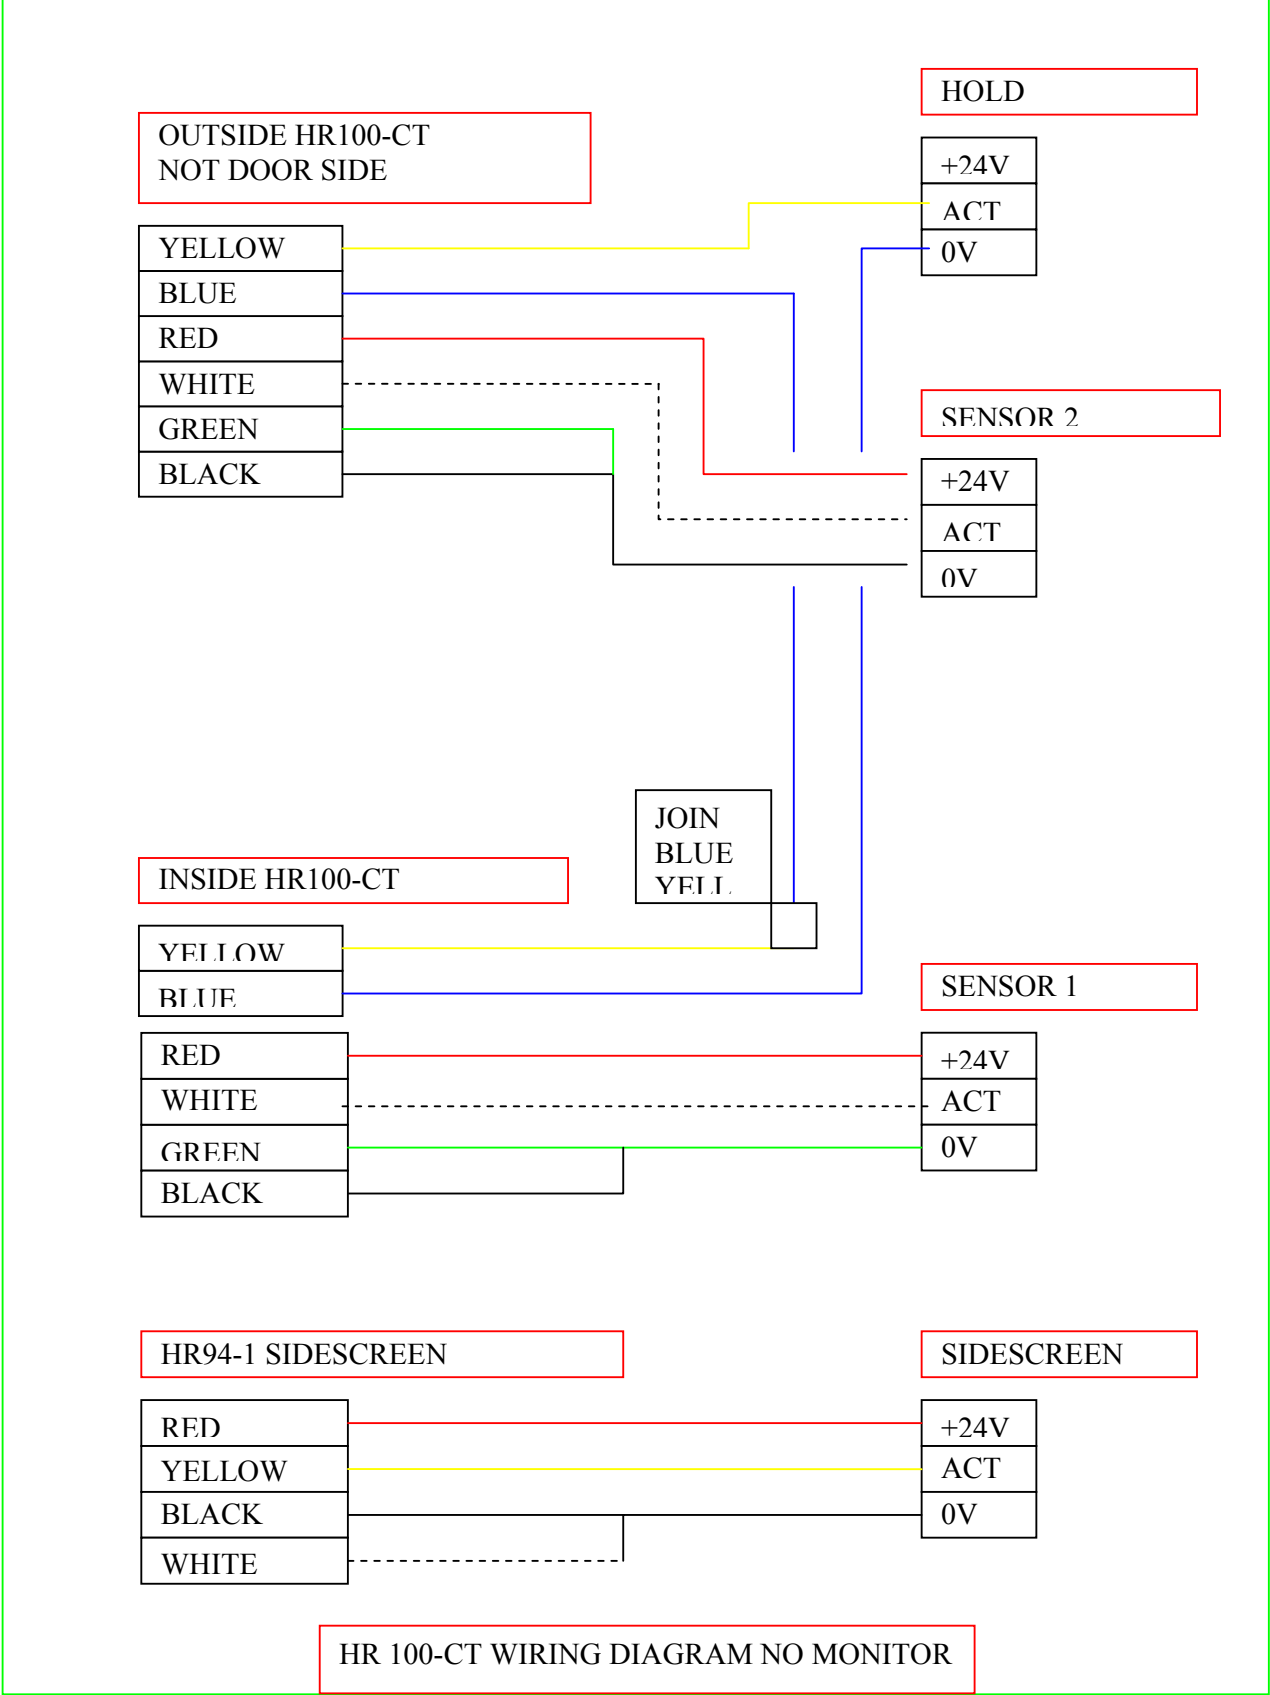 HOLD
OUTSIDE HR100-CT
NOT DOOR SIDE
+24V
ACT
0V
YELLOW
BLUE
RED
WHITE
GREEN
BLACK
SENSOR 2
+24V
ACT
0V
JOIN
BLUE
YELL
INSIDE HR100-CT
YELLOW
BLUE
SENSOR 1
RED
WHITE
GREEN
BLACK
+24V
ACT
0V
HR94-1 SIDESCREEN
SIDESCREEN
RED
YELLOW
BLACK
WHITE
+24V
ACT
0V
HR 100-CT WIRING DIAGRAM NO MONITOR